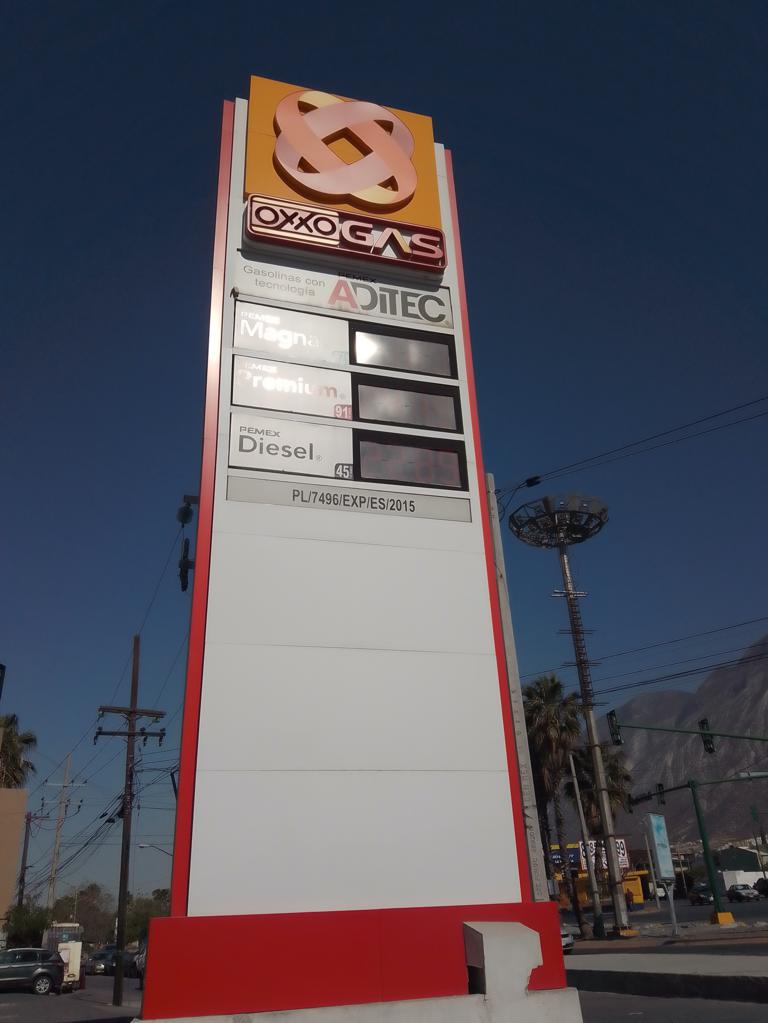 OXXO GAS
Gasolinas con
tecnología
PEMEX
ADiTEC
PEMEX
Magna
PEMEX
Premium
91
PEMEX
Diesel
45
PL/7496/EXP/ES/2015